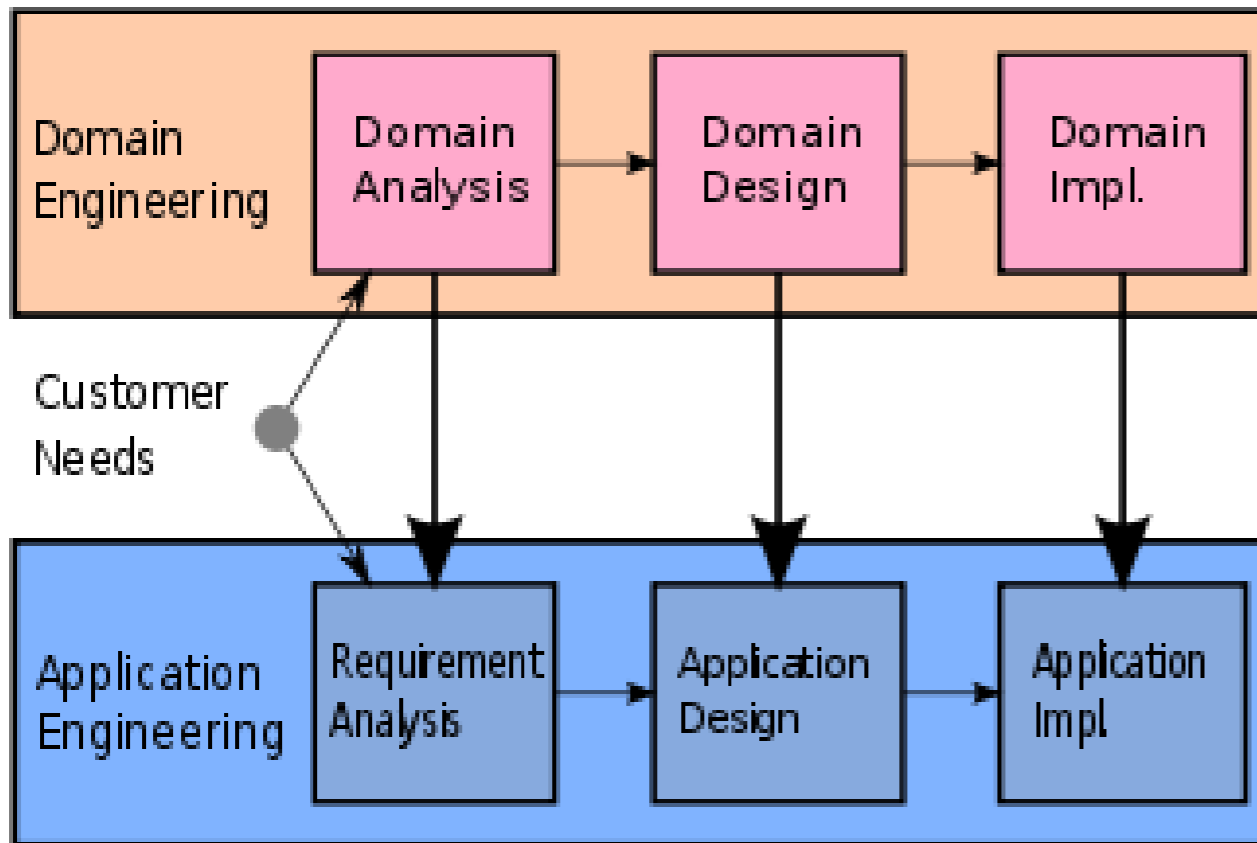 Domain
Engineering
Domain
Analysis
Domain
Design
Domain
Impl.
Customer
Needs
Application
Engineering
Requirement
Analysis
Application
Design
Application
Impl.